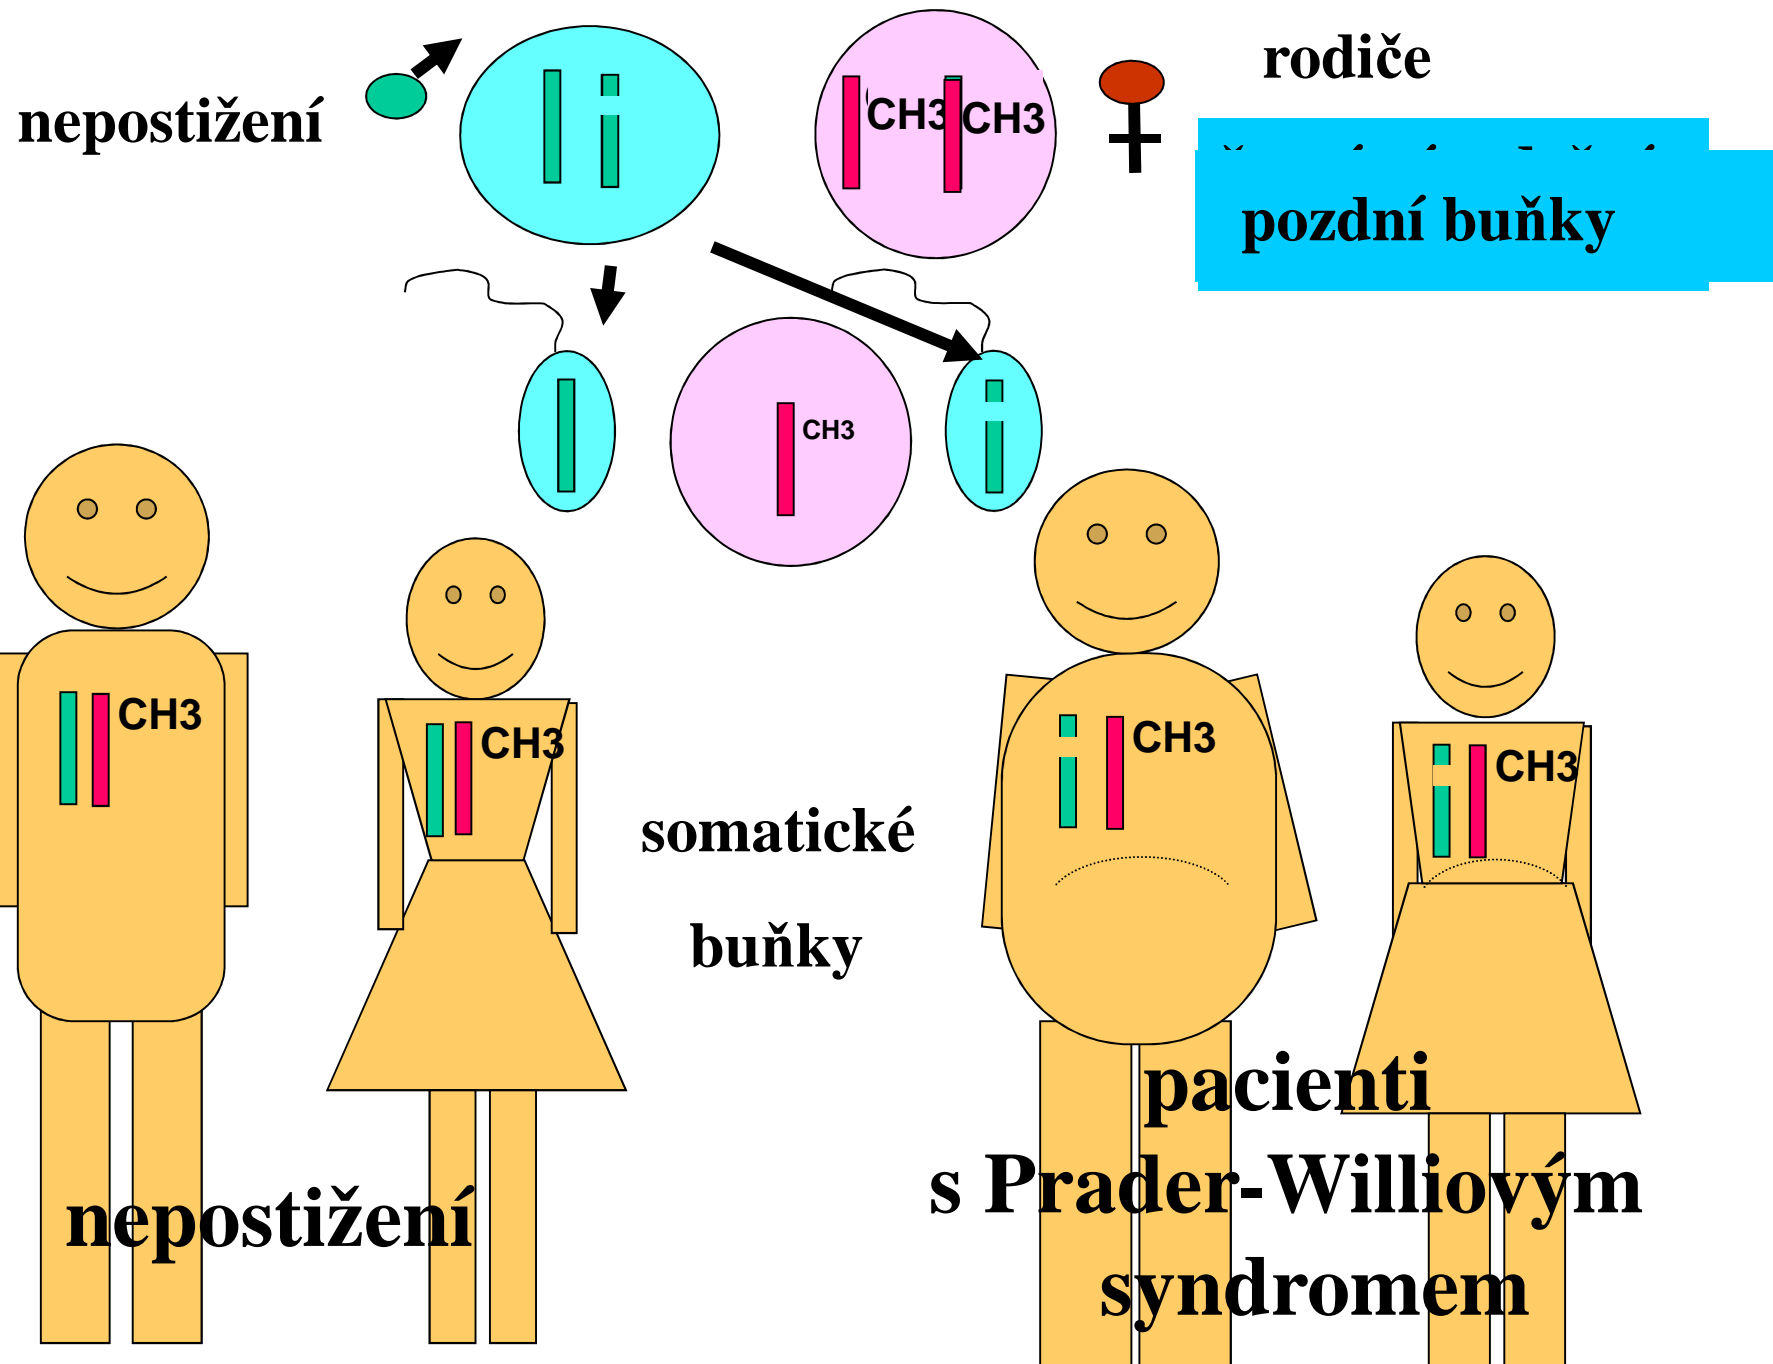 rodiče
nepostižení
CH3 CH3
pozdní buňky
CH3
CH3
CH3
CH3
CH3
somatické
buňky
pacienti
s Prader-Williovým
syndromem
nepostižení